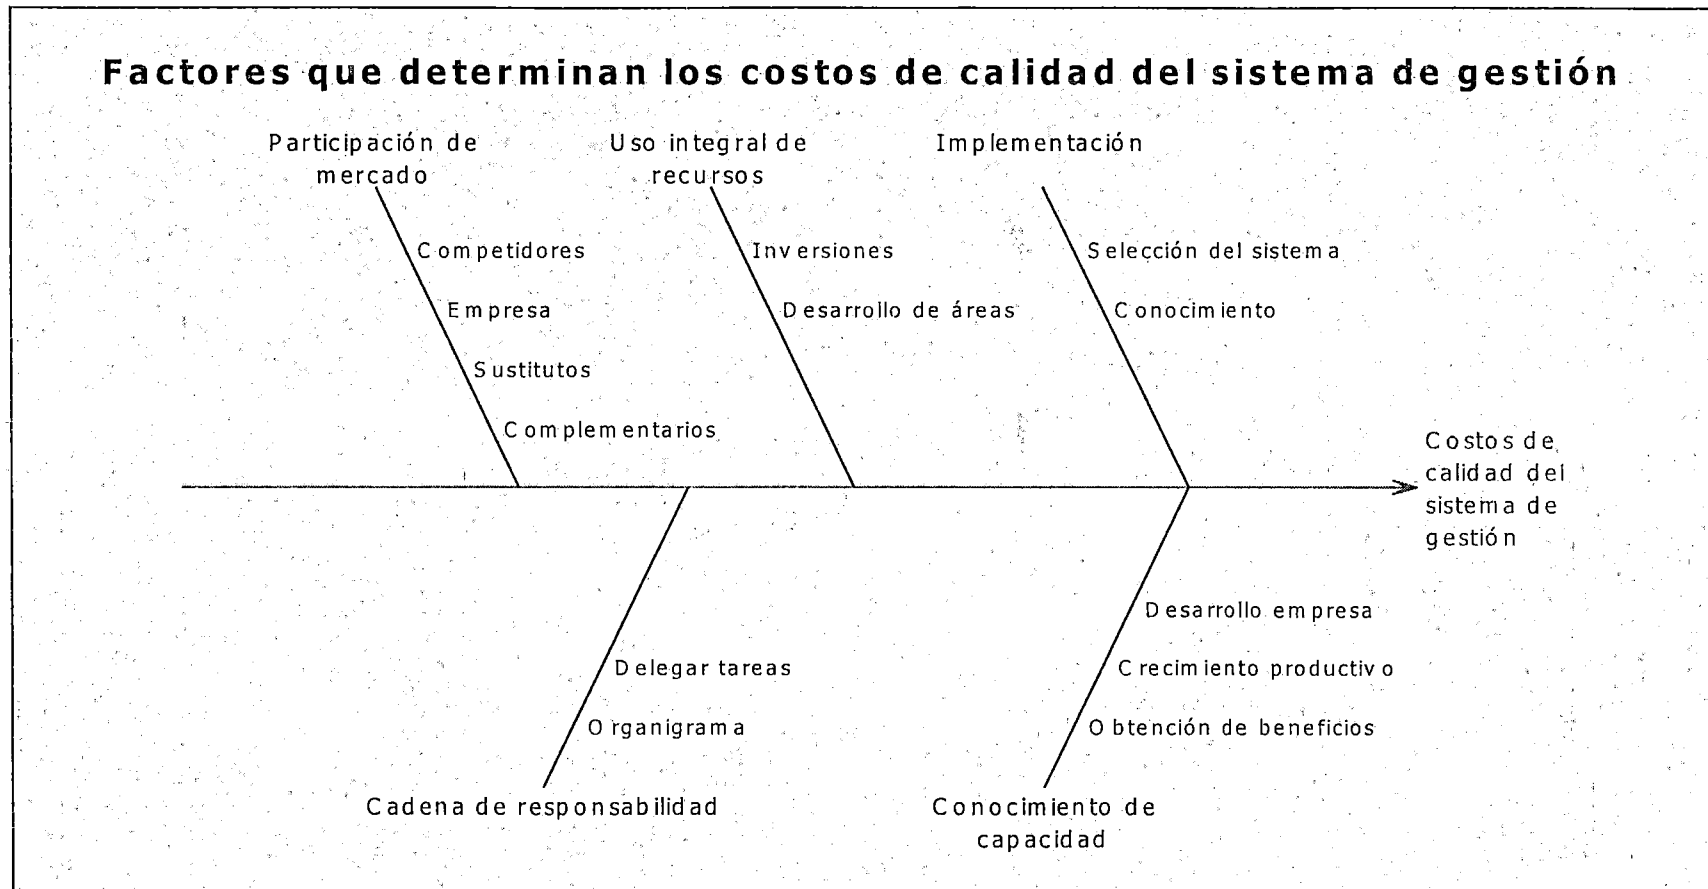 Factores que determinan los costos de calidad del sistema de gestión
Participación de
mercado
Uso integral de
recursos
Implementación
Competidores
Empresa
Sustitutos
Complementarios
Inversiones
Desarrollo de áreas
Selección del sistema
Conocimiento
Costos de
calidad del
sistema de
gestión
Delegar tareas
Organigrama
Cadena de responsabilidad
Desarrollo empresa
Crecimiento productivo
Obtención de beneficios
Conocimiento de
capacidad